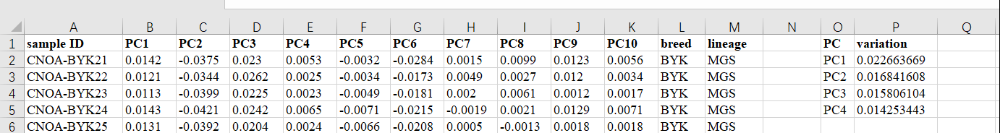 A B C D E F G H I J K L M N O P Q
1 sample ID PC1 PC2 PC3 PC4 PC5 PC6 PC7 PC8 PC9 PC10 breed lineage PC variation
2 CNOA-BYK21 0.0142 -0.0375 0.023 0.0053 -0.0032 -0.0284 0.0015 0.0099 0.0123 0.0056 BYK MGS PC1 0.022663669
3 CNOA-BYK22 0.0121 -0.0344 0.0262 0.0025 -0.0034 -0.0173 0.0049 0.0027 0.012 0.0034 BYK MGS PC2 0.016841608
4 CNOA-BYK23 0.0113 -0.0399 0.0225 0.0023 -0.0049 -0.0181 0.002 0.0061 0.0012 0.0017 BYK MGS PC3 0.015806104
5 CNOA-BYK24 0.0143 -0.0421 0.0242 0.0065 -0.0071 -0.0215 -0.0019 0.0021 0.0129 0.0071 BYK MGS PC4 0.014253443
6 CNOA-BYK25 0.0131 -0.0392 0.0204 0.0024 -0.0066 -0.0208 0.0005 -0.0013 0.0018 0.0018 BYK MGS